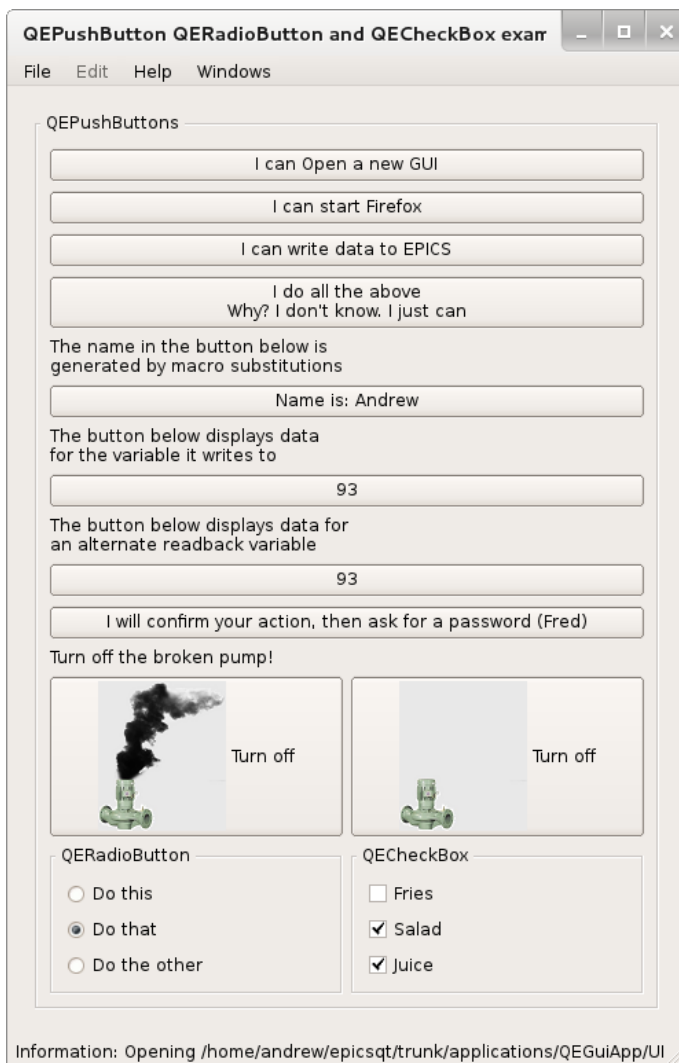 QEPushButton QERadioButton and QECheckBox exam
File Edit Help Windows
QEPushButtons
I can Open a new GUI
I can start Firefox
I can write data to EPICS
I do all the above
Why? I don't know. I just can
The name in the button below is
generated by macro substitutions
Name is: Andrew
The button below displays data
for the variable it writes to
93
The button below displays data for
an alternate readback variable
93
I will confirm your action, then ask for a password (Fred)
Turn off the broken pump!
Turn off
Turn off
QERadioButton
Do this
Do that
Do the other
QECheckBox
Fries
Salad
Juice
Information: Opening /home/andrew/epicsqt/trunk/applications/QEGuiApp/UI